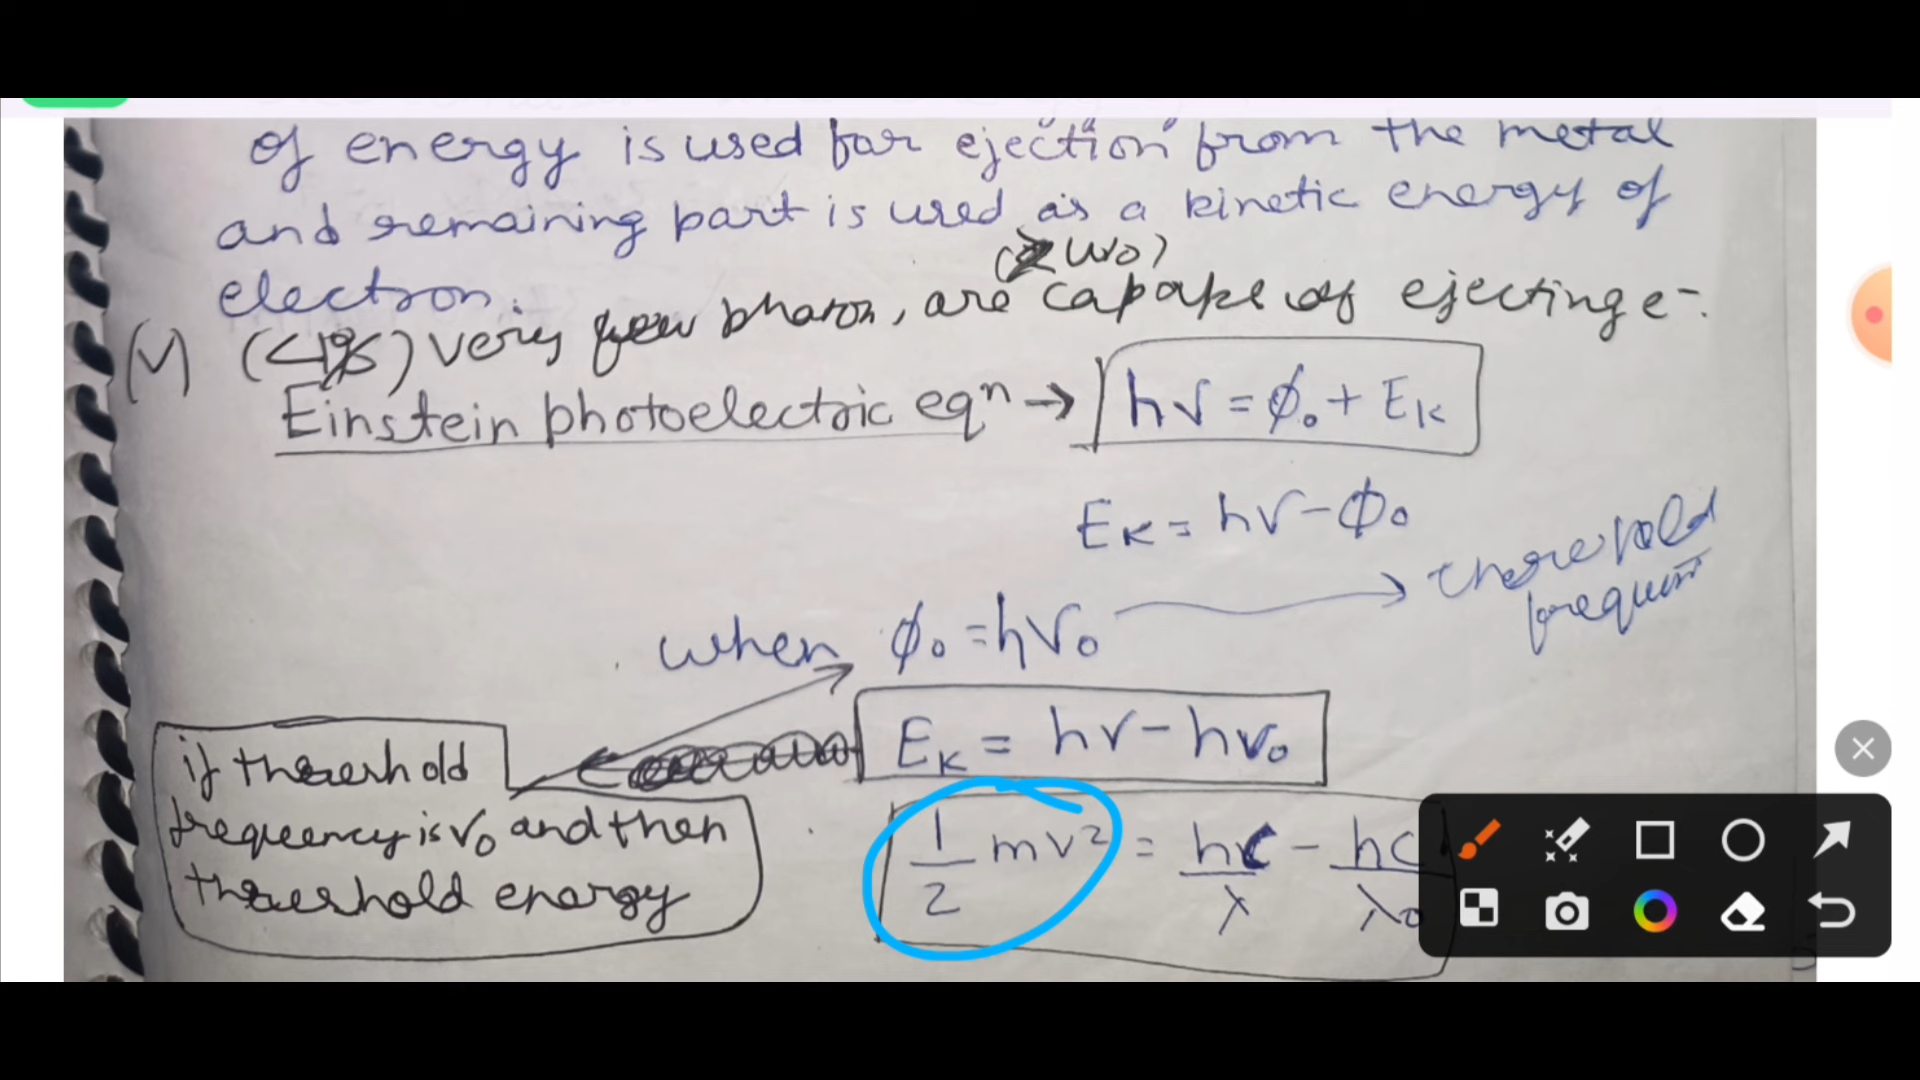 of energy is used for ejection from the metal
and remaining part is used as a kinetic energy of
electron.
(V) (<1%) very few photon, are capable of ejecting e-.
Einstein photoelectric eqn → hν = ϕ₀ + EK
EK = hν - ϕ₀
when ϕ₀ = hν₀ → threshold
EK = hν - hν₀
if threshold
frequency is ν₀ and then
threshold energy
1/2 mv² = hc/λ - hc/λ₀